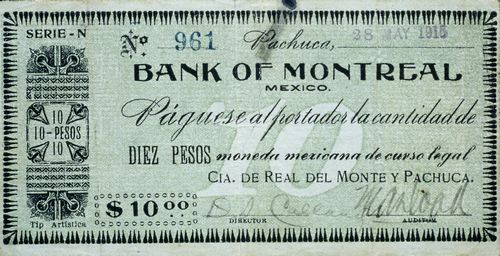 SERIE-N
Nº 961 Pachuca, 28 MAY 1915
BANK OF MONTREAL
MEXICO.
Páguese al portador la cantidad de
10
10-PESOS
10
10
DIEZ PESOS moneda mexicana de curso legal
CIA. DE REAL DEL MONTE Y PACHUCA.
$10.00
DIRECTOR
AUDITOR
Tip Artística